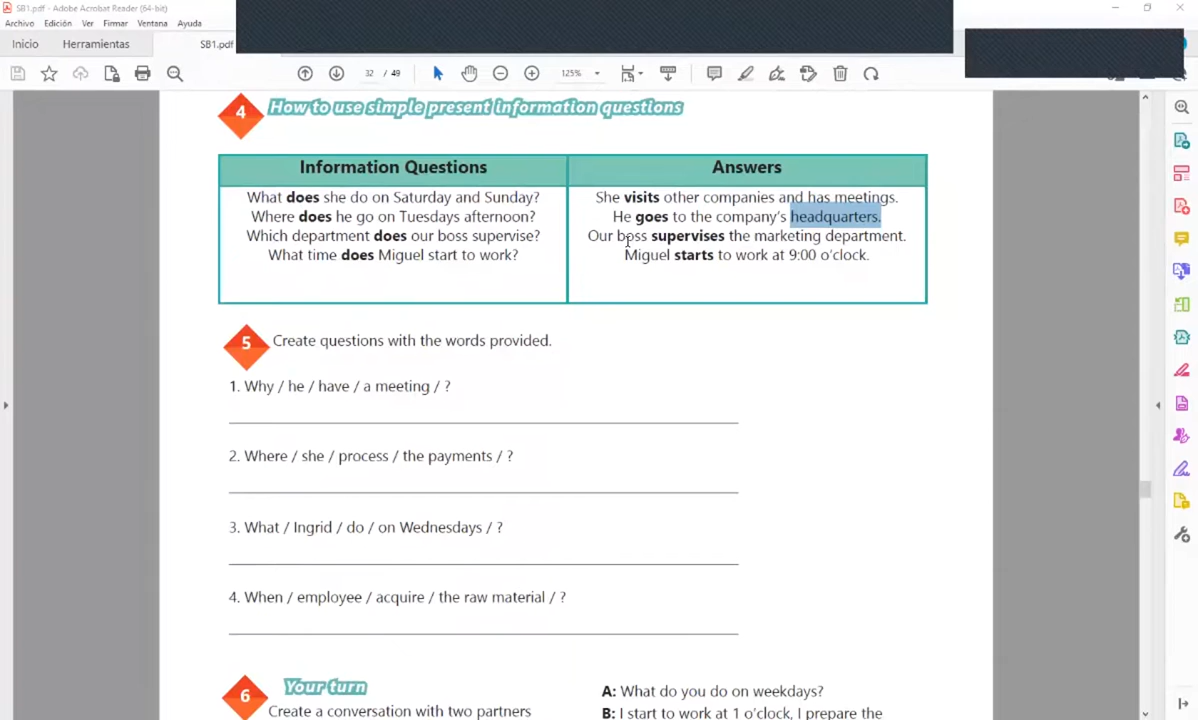 SB1.pdf - Adobe Acrobat Reader (64-bit)
Archivo Edición Ver Firmar Ventana Ayuda
Inicio Herramientas SB1.pdf
32 / 49 125%
4 How to use simple present information questions
Information Questions
What does she do on Saturday and Sunday?
Where does he go on Tuesdays afternoon?
Which department does our boss supervise?
What time does Miguel start to work?
Answers
She visits other companies and has meetings.
He goes to the company's headquarters.
Our boss supervises the marketing department.
Miguel starts to work at 9:00 o'clock.
5 Create questions with the words provided.
1. Why / he / have / a meeting / ?
2. Where / she / process / the payments / ?
3. What / Ingrid / do / on Wednesdays / ?
4. When / employee / acquire / the raw material / ?
6 Your turn
Create a conversation with two partners
A: What do you do on weekdays?
B: I start to work at 1 o'clock, I prepare the